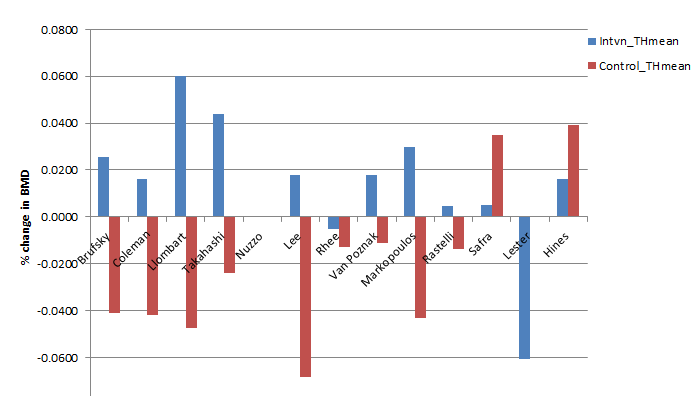 0.0800
0.0600
0.0400
0.0200
0.0000
-0.0200
-0.0400
-0.0600
% change in BMD
Brufsky
Coleman
Llombart
Takahashi
Nuzzo
Lee
Rhee
Van Poznak
Markopoulos
Rastelli
Safra
Lester
Hines
Intvn_THmean
Control_THmean